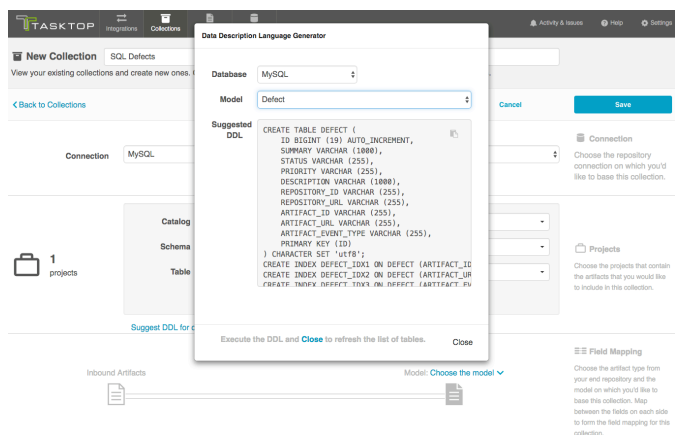 TASKTOP
Integrations
Collections
Activity & Issues
Help
Settings
New Collection
SQL Defects
View your existing collections and create new ones.
Back to Collections
Cancel
Save
Data Description Language Generator
Database
MySQL
Model
Defect
Suggested DDL
CREATE TABLE DEFECT (
ID BIGINT (19) AUTO_INCREMENT,
SUMMARY VARCHAR (1000),
STATUS VARCHAR (255),
PRIORITY VARCHAR (255),
DESCRIPTION VARCHAR (1000),
REPOSITORY_ID VARCHAR (255),
REPOSITORY_URL VARCHAR (255),
ARTIFACT_ID VARCHAR (255),
ARTIFACT_URL VARCHAR (255),
ARTIFACT_EVENT_TYPE VARCHAR (255),
PRIMARY KEY (ID)
) CHARACTER SET 'utf8';
CREATE INDEX DEFECT_IDX1 ON DEFECT (ARTIFACT_ID
CREATE INDEX DEFECT_IDX2 ON DEFECT (ARTIFACT_UR
CREATE INDEX DEFECT_IDX3 ON DEFECT (ARTIFACT_EV
Execute the DDL and Close to refresh the list of tables.
Close
Connection
MySQL
Connection
Choose the repository
connection on which you'd
like to base this collection.
1
projects
Catalog
Schema
Table
Suggest DDL for
Projects
Choose the projects that contain
the artifacts that you would like
to include in this collection.
Inbound Artifacts
Model: Choose the model
Field Mapping
Choose the artifact type from
your end repository and the
model on which you'd like to
base this collection. Map
between the fields on each side
to form the field mapping for this
collection.